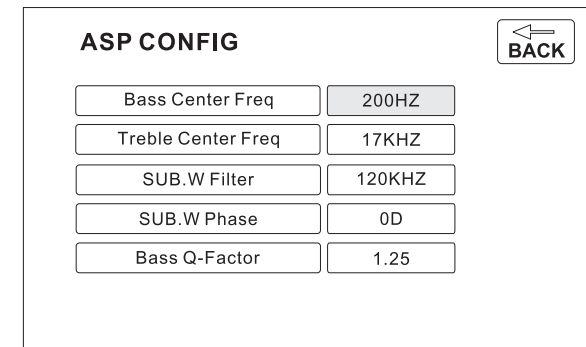 ASP CONFIG
BACK
Bass Center Freq 200HZ
Treble Center Freq 17KHZ
SUB.W Filter 120KHZ
SUB.W Phase 0D
Bass Q-Factor 1.25